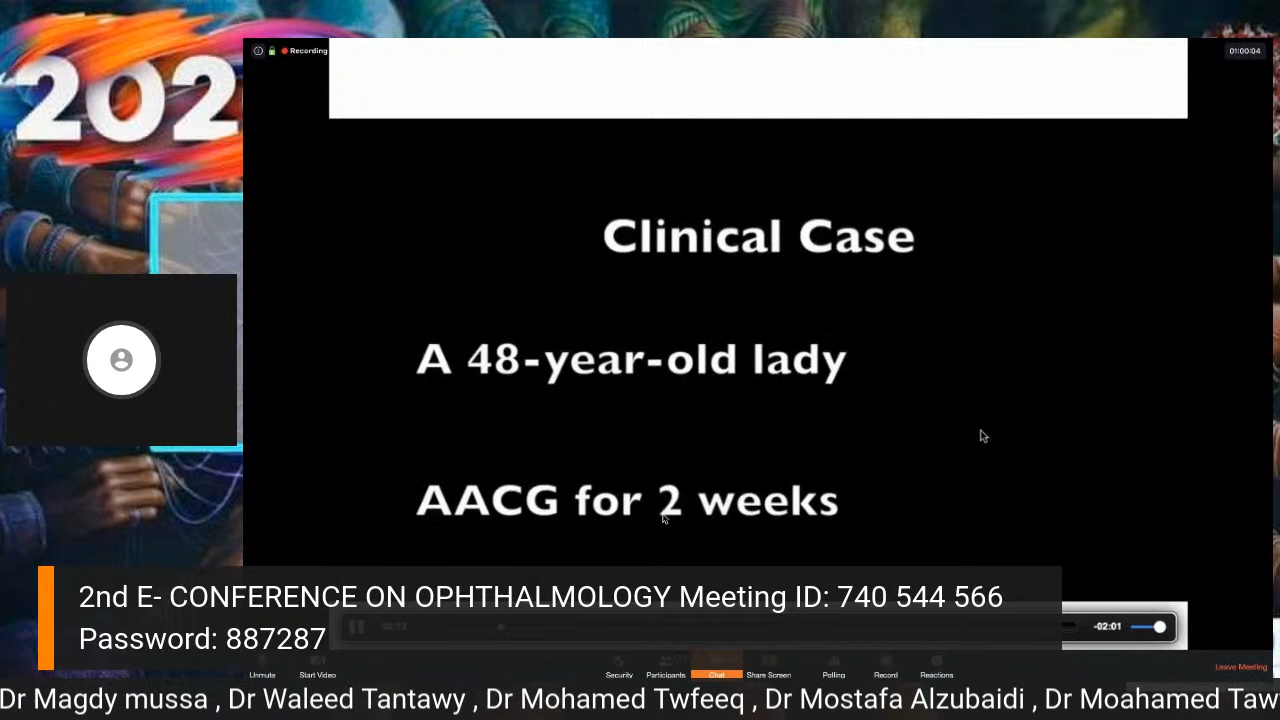 202
Recording
01:00:04
Clinical Case
A 48-year-old lady
AACG for 2 weeks
2nd E- CONFERENCE ON OPHTHALMOLOGY Meeting ID: 740 544 566
Password: 887287
-02:01
Unmute Start Video Security Participants Chat Share Screen Polling Record Reactions Leave Meeting
Dr Magdy mussa , Dr Waleed Tantawy , Dr Mohamed Twfeeq , Dr Mostafa Alzubaidi , Dr Moahamed Taw